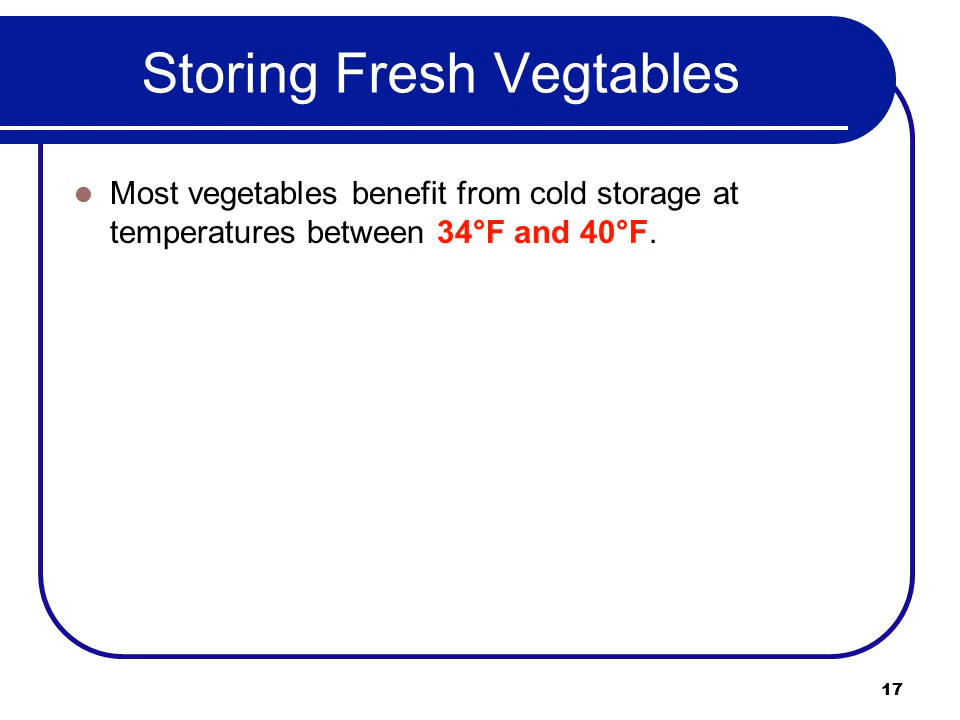 Storing Fresh Vegtables
Most vegetables benefit from cold storage at
temperatures between 34°F and 40°F.
17